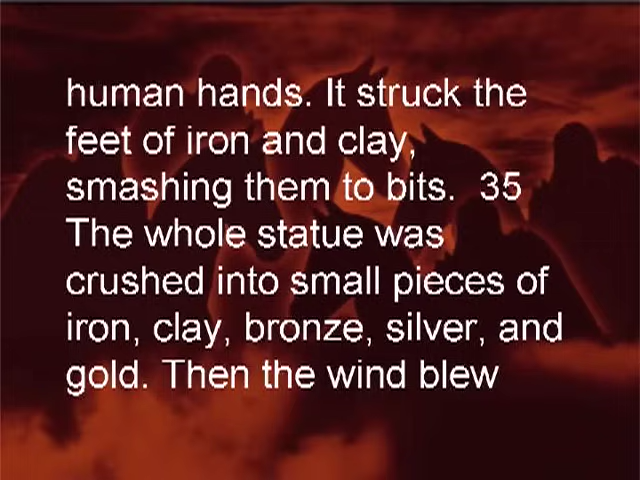 human hands. It struck the
feet of iron and clay,
smashing them to bits.  35
The whole statue was
crushed into small pieces of
iron, clay, bronze, silver, and
gold. Then the wind blew